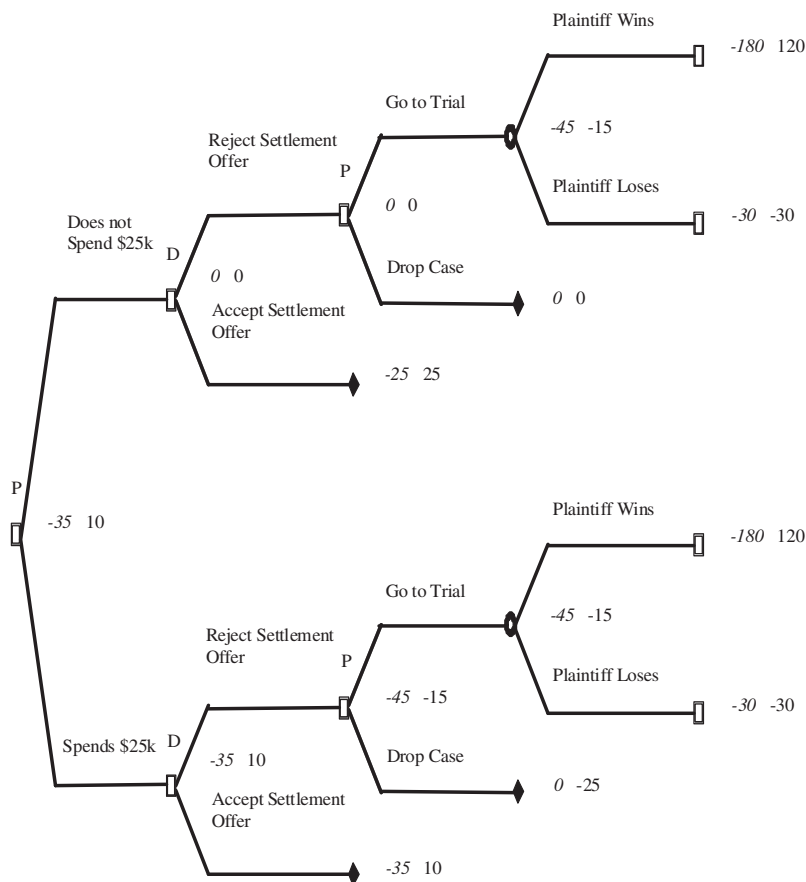 Plaintiff Wins
-180 120
Go to Trial
-45 -15
Reject Settlement
Offer
P
Plaintiff Loses
0 0
-30 -30
Does not
Spend $25k
D
Drop Case
0 0
0 0
Accept Settlement
Offer
-25 25
P
-35 10
Plaintiff Wins
-180 120
Go to Trial
-45 -15
Reject Settlement
Offer
P
Plaintiff Loses
-45 -15
-30 -30
Spends $25k
D
-35 10
Drop Case
0 -25
Accept Settlement
Offer
-35 10